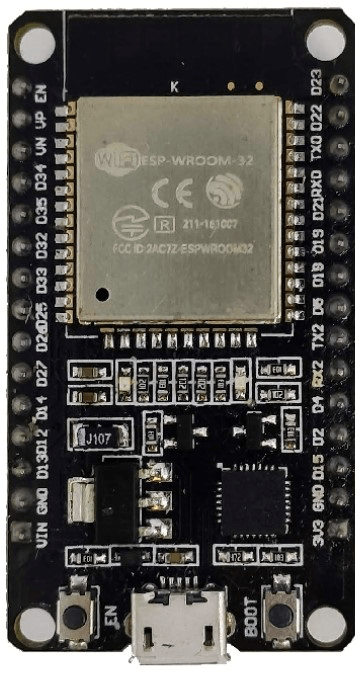 K
WiFi ESP-WROOM-32
CE
R 211-161007
FCC ID:2AC7Z-ESPWROOM32
EN
VP
VN
D34
D35
D32
D33
D25
D26
D27
D14
D12
D13
GND
VIN
D23
D22
TX0
RX0
D21
D19
D18
D5
TX2
RX2
D4
D2
D15
GND
3V3
J107
EN
BOOT